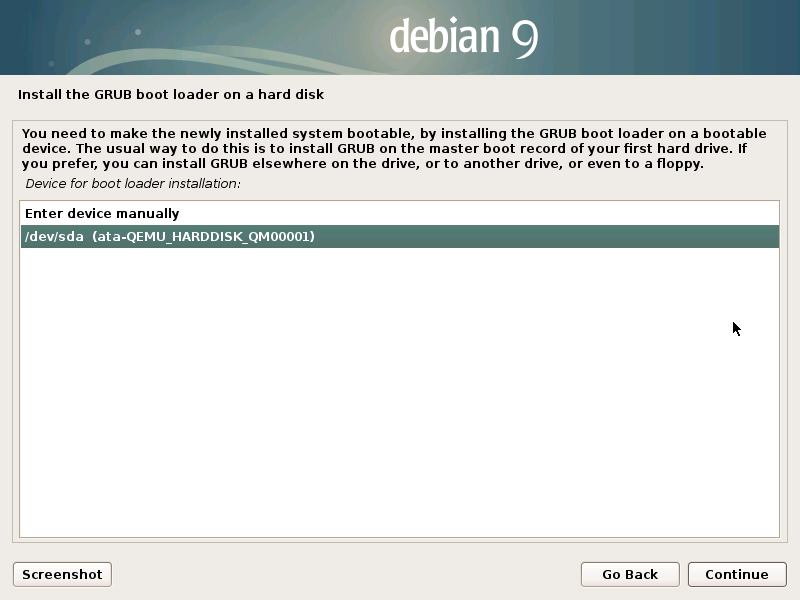 debian 9
Install the GRUB boot loader on a hard disk
You need to make the newly installed system bootable, by installing the GRUB boot loader on a bootable
device. The usual way to do this is to install GRUB on the master boot record of your first hard drive. If
you prefer, you can install GRUB elsewhere on the drive, or to another drive, or even to a floppy.
Device for boot loader installation:
Enter device manually
/dev/sda  (ata-QEMU_HARDDISK_QM00001)
Screenshot
Go Back
Continue